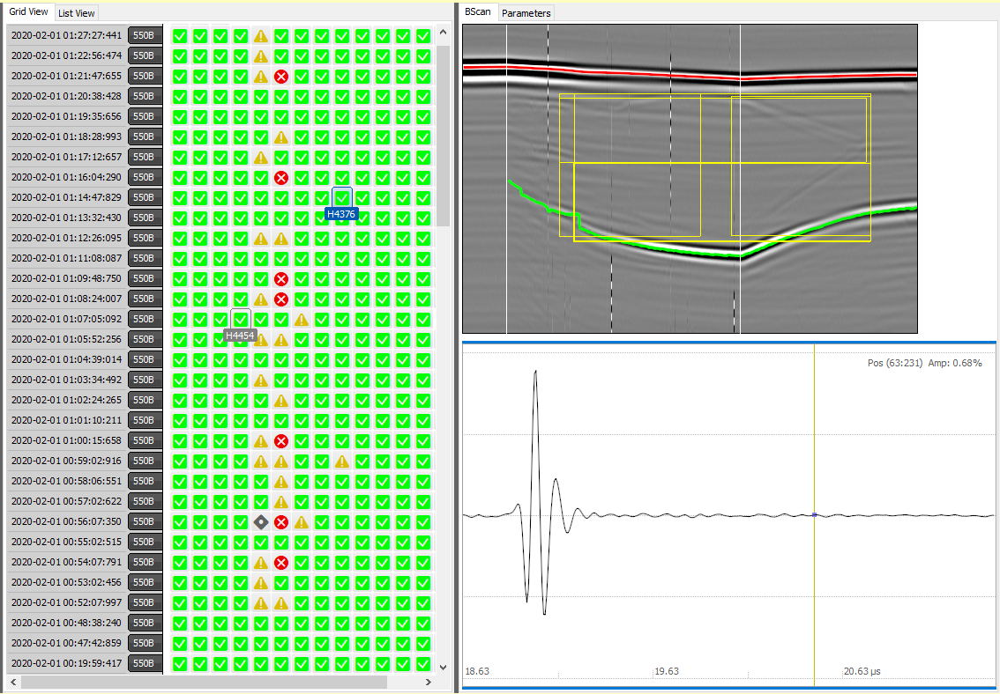 Grid View List View
2020-02-01 01:27:27:441 550B
2020-02-01 01:22:56:474 550B
2020-02-01 01:21:47:655 550B
2020-02-01 01:20:38:428 550B
2020-02-01 01:19:35:656 550B
2020-02-01 01:18:28:993 550B
2020-02-01 01:17:12:657 550B
2020-02-01 01:16:04:290 550B
2020-02-01 01:14:47:829 550B
H4376
2020-02-01 01:13:32:430 550B
2020-02-01 01:12:26:095 550B
2020-02-01 01:11:08:087 550B
2020-02-01 01:09:48:750 550B
2020-02-01 01:08:24:007 550B
2020-02-01 01:07:05:092 550B
H4454
2020-02-01 01:05:52:256 550B
2020-02-01 01:04:39:014 550B
2020-02-01 01:03:34:492 550B
2020-02-01 01:02:24:265 550B
2020-02-01 01:01:10:211 550B
2020-02-01 01:00:15:658 550B
2020-02-01 00:59:02:916 550B
2020-02-01 00:58:06:551 550B
2020-02-01 00:57:02:622 550B
2020-02-01 00:56:07:350 550B
2020-02-01 00:55:02:515 550B
2020-02-01 00:54:07:791 550B
2020-02-01 00:53:02:456 550B
2020-02-01 00:52:07:997 550B
2020-02-01 00:48:38:240 550B
2020-02-01 00:47:42:859 550B
2020-02-01 00:19:59:417 550B
BScan Parameters
Pos (63:231) Amp: 0.68%
18.63 19.63 20.63 µs